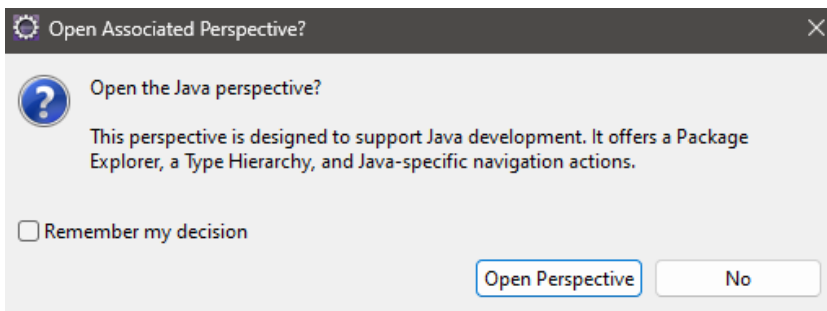 Open Associated Perspective?
Open the Java perspective?
This perspective is designed to support Java development. It offers a Package
Explorer, a Type Hierarchy, and Java-specific navigation actions.
Remember my decision
Open Perspective
No